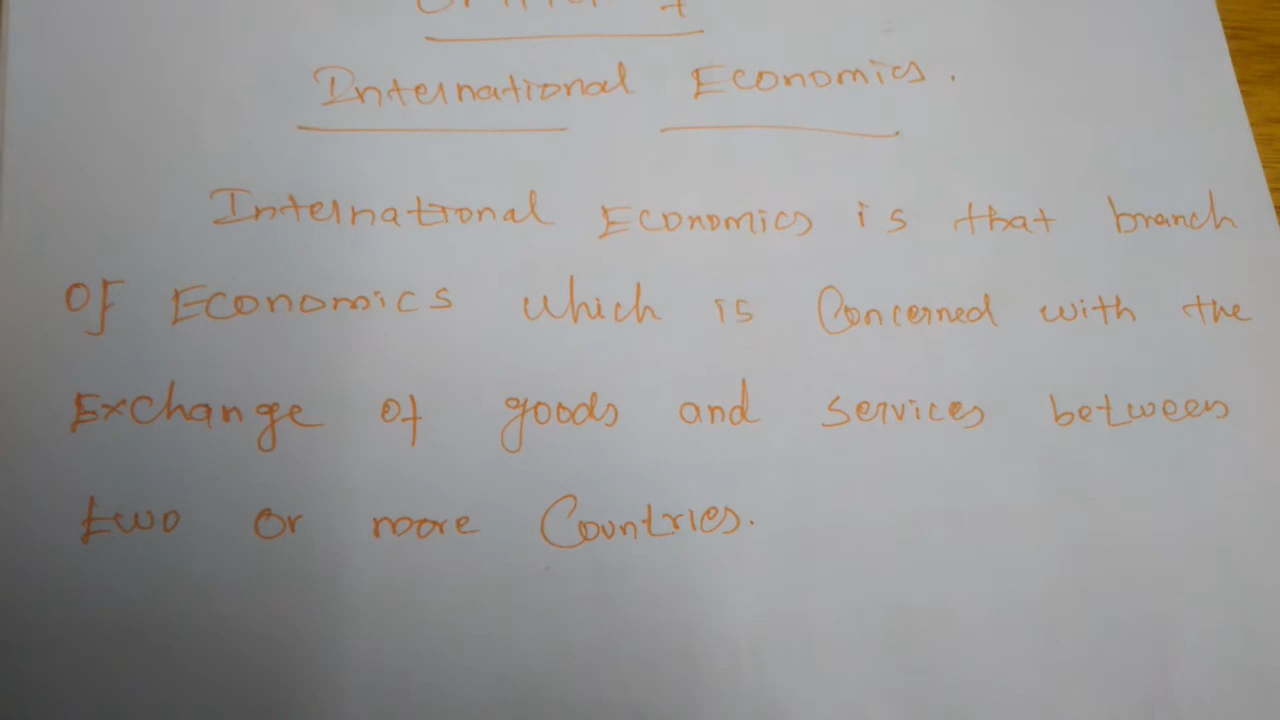 International Economics.
International Economics is that branch
of Economics which is Concerned with the
Exchange of goods and services between
two or more Countries.